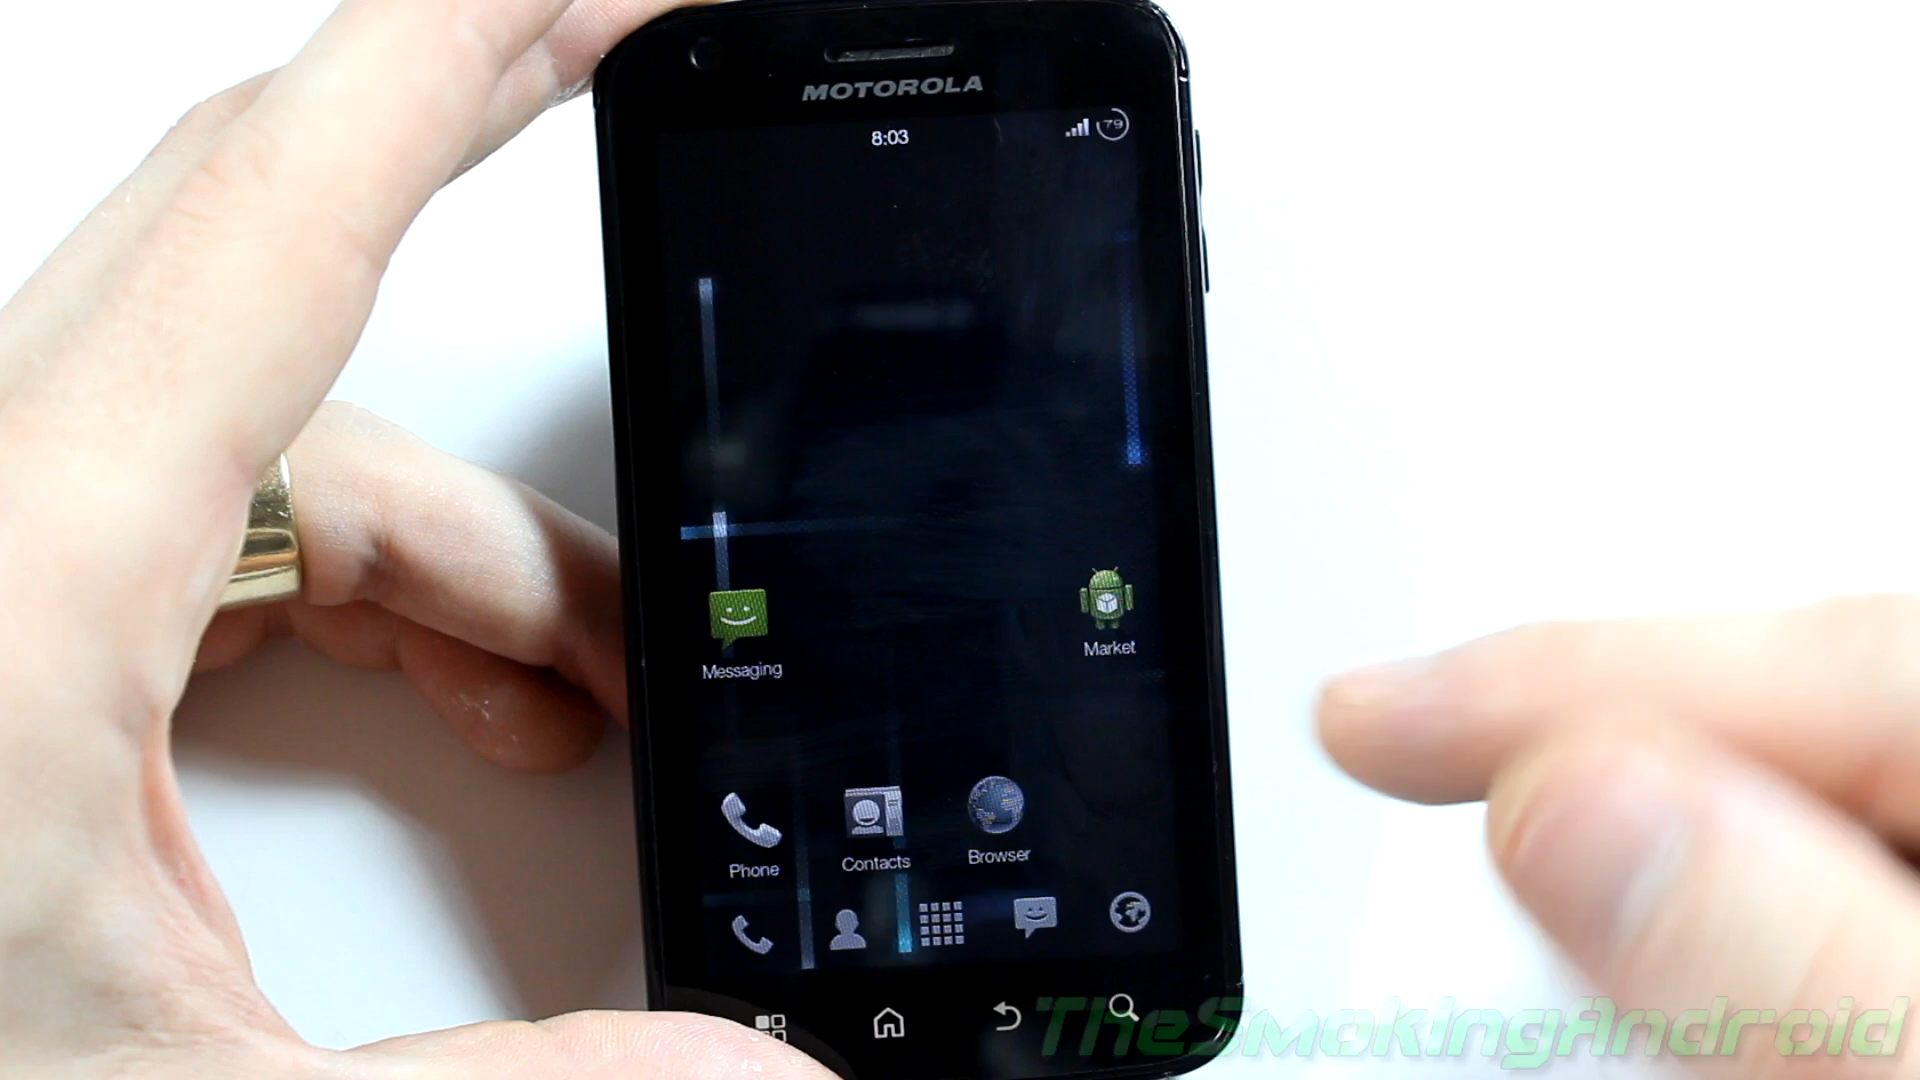 MOTOROLA
8:03
79
Messaging
Market
Phone
Contacts
Browser
TheSmokingAndroid